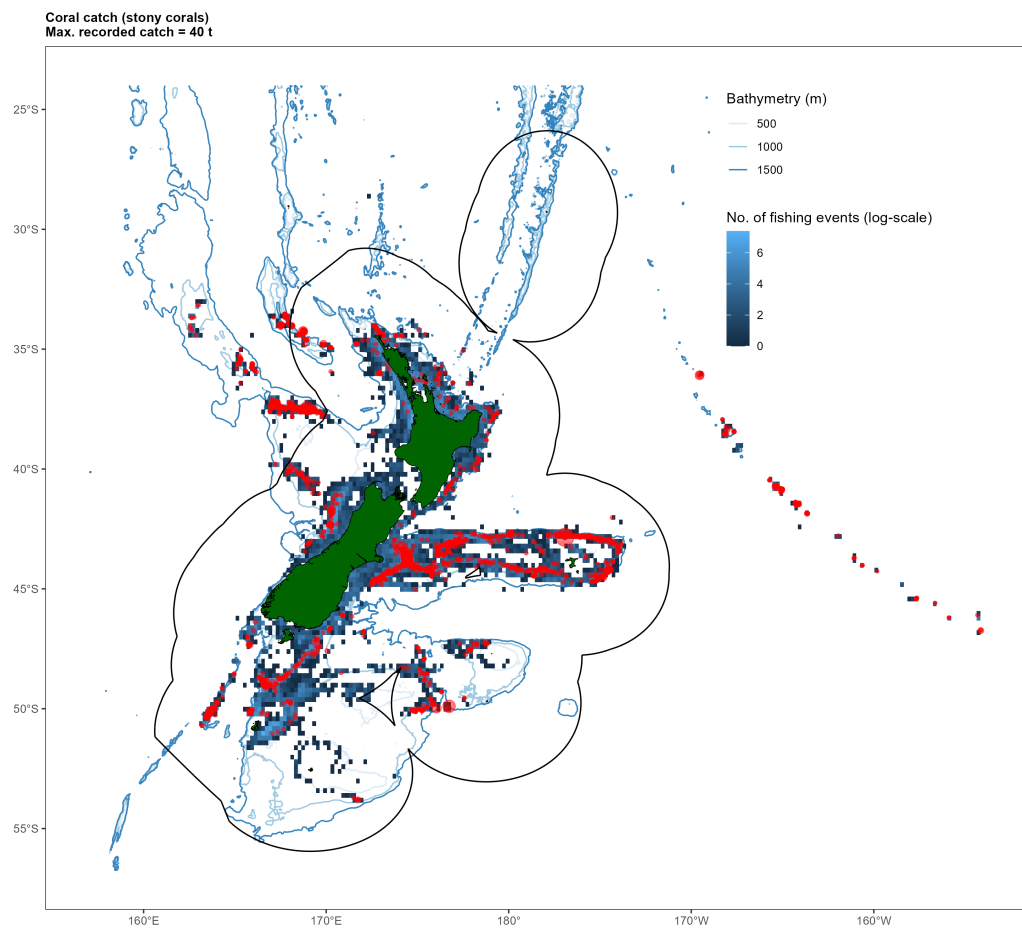 Coral catch (stony corals)
Max. recorded catch = 40 t
Bathymetry (m)
500
1000
1500
No. of fishing events (log-scale)
6
4
2
0
25°S
30°S
35°S
40°S
45°S
50°S
55°S
160°E
170°E
180°
170°W
160°W